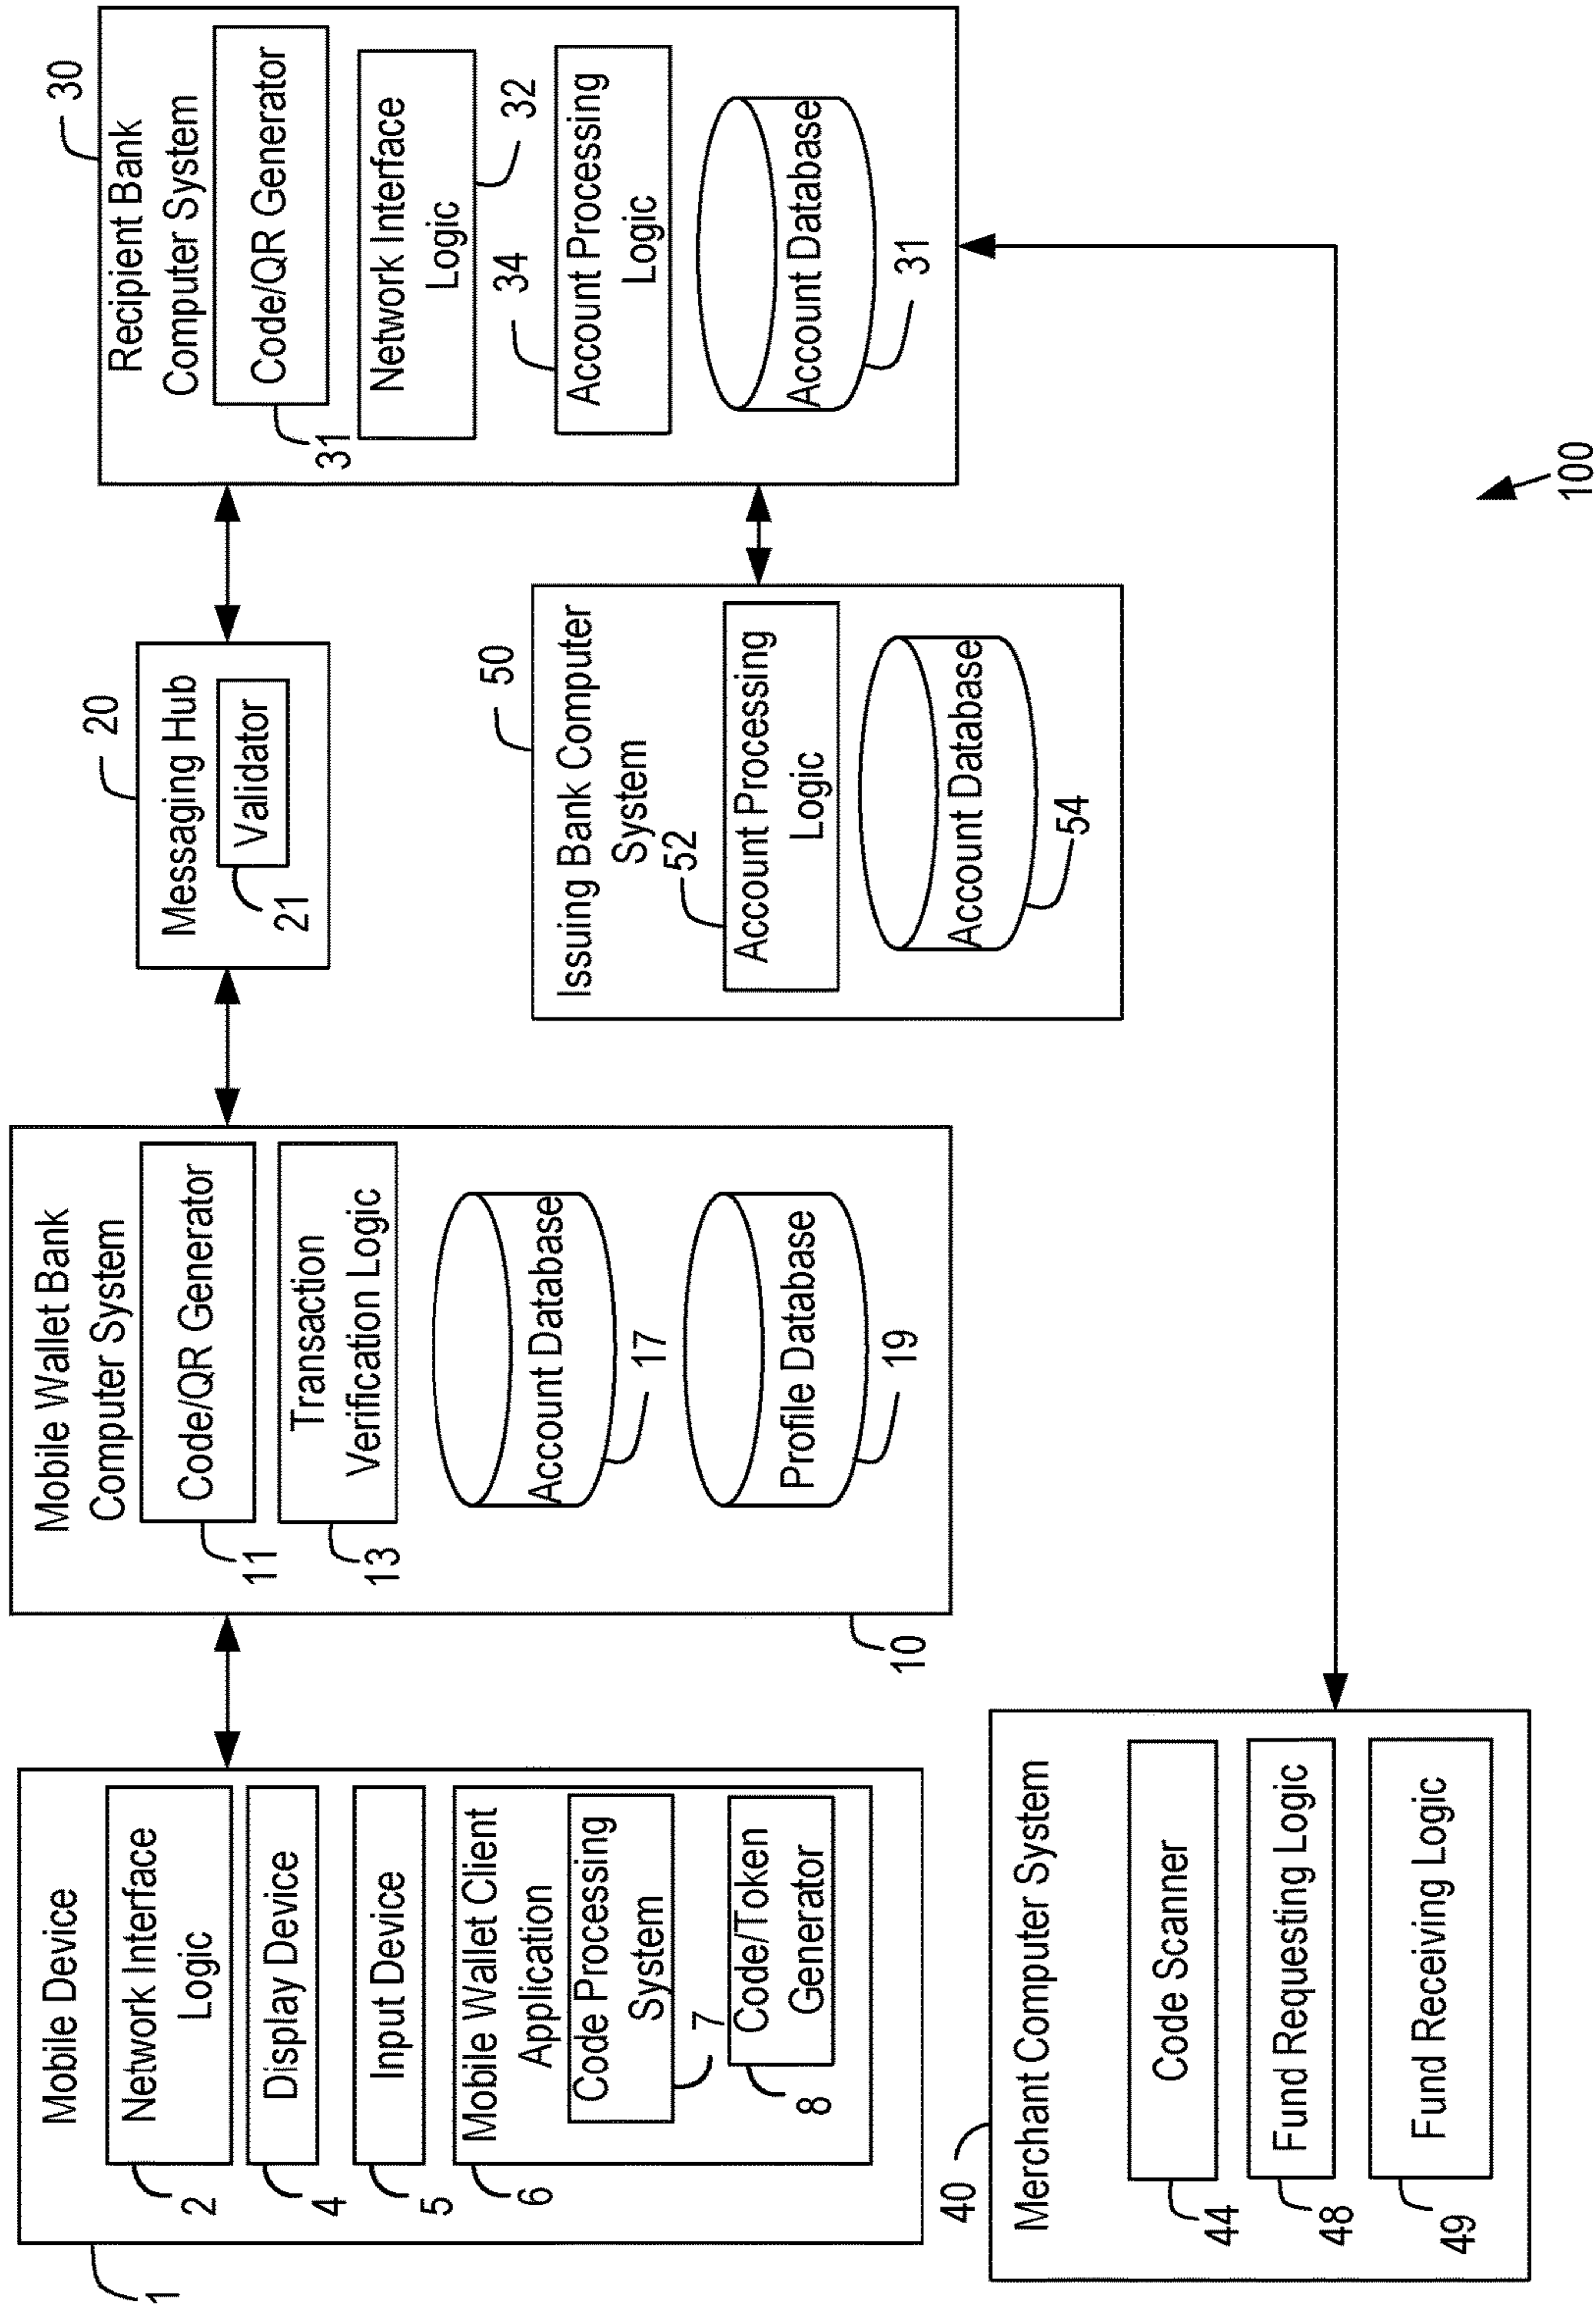 Mobile Device
Network Interface
Logic
2
Display Device
4
Input Device
5
Mobile Wallet Client
Application
6
Code Processing
System
7
Code/Token
Generator
8
1
Mobile Wallet Bank
Computer System
Code/QR Generator
11
Transaction
Verification Logic
13
Account Database
17
Profile Database
19
10
20
Messaging Hub
Validator
21
30
Recipient Bank
Computer System
Code/QR Generator
31
Network Interface
Logic
32
34
Account Processing
Logic
Account Database
31
50
Issuing Bank Computer
System
52
Account Processing
Logic
Account Database
54
40
Merchant Computer System
Code Scanner
44
Fund Requesting Logic
48
Fund Receiving Logic
49
100